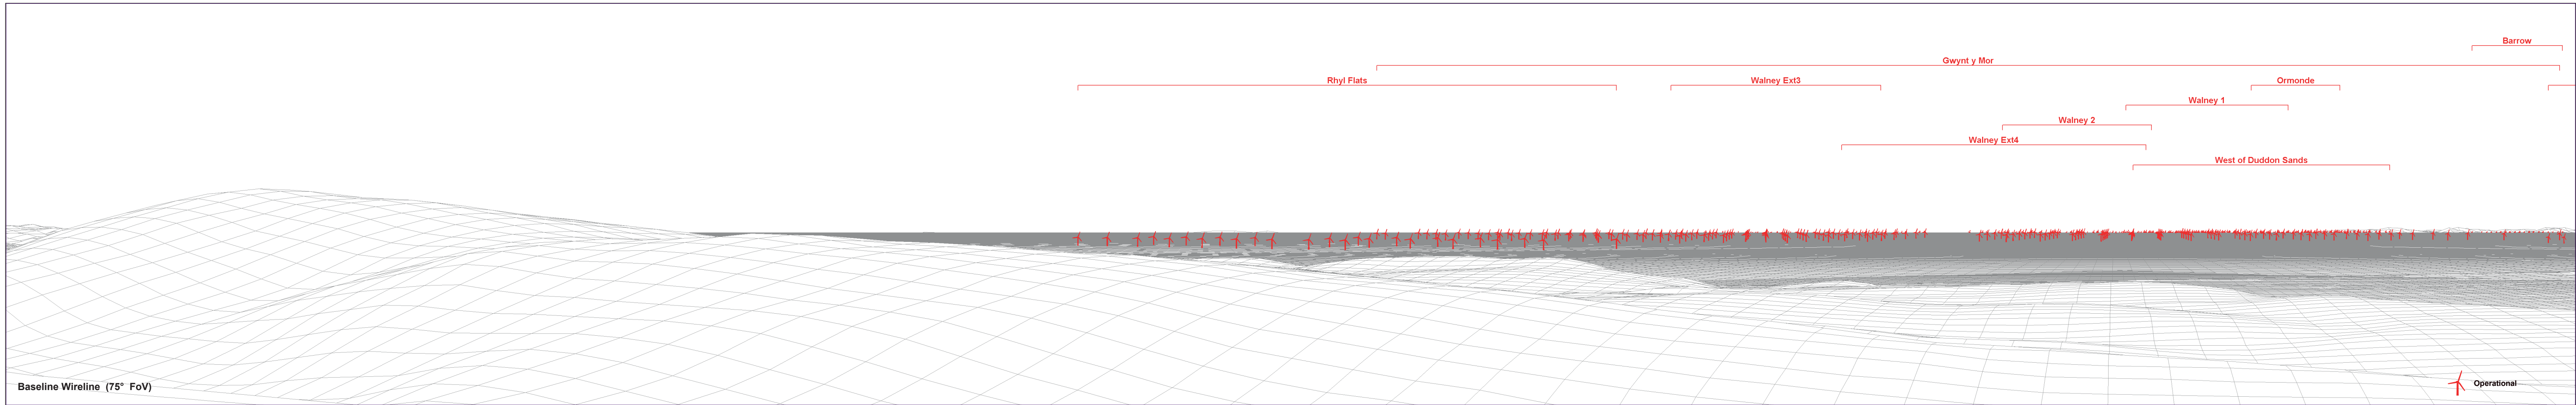 Barrow
Gwynt y Mor
Rhyl Flats
Walney Ext3
Ormonde
Walney 1
Walney 2
Walney Ext4
West of Duddon Sands
Baseline Wireline (75° FoV)
Operational